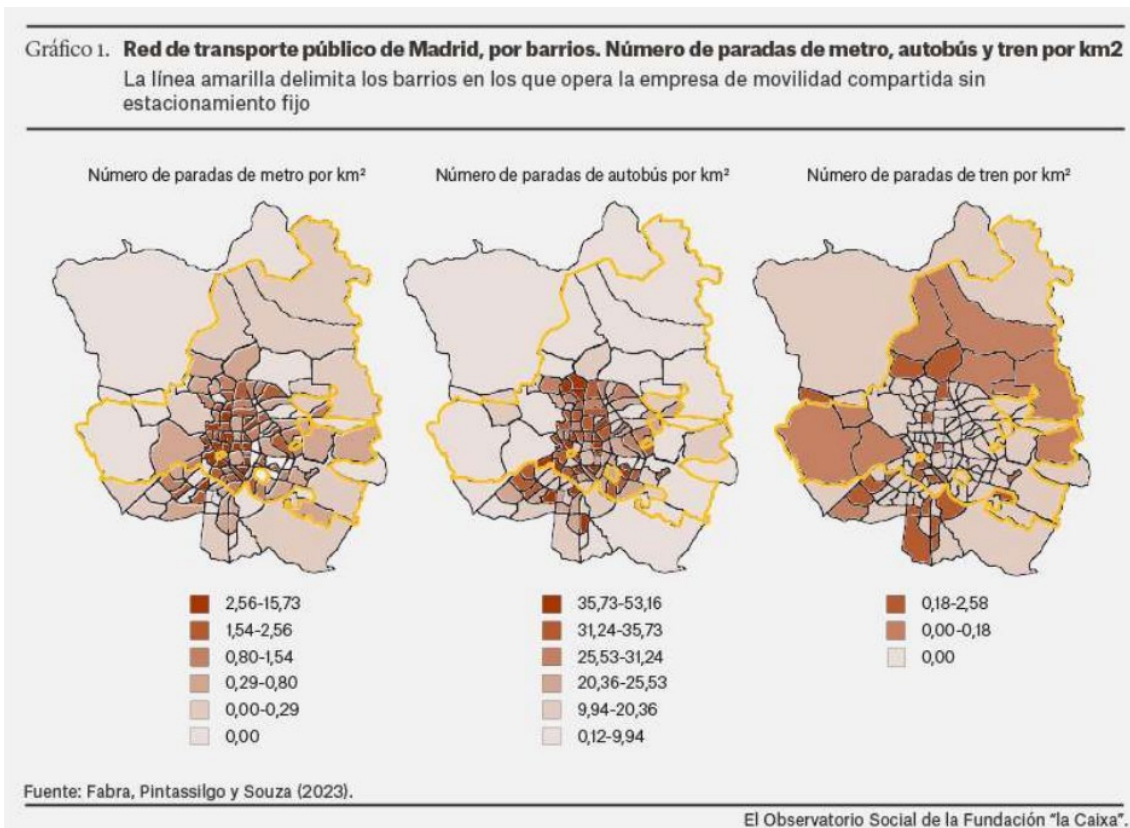 Gráfico 1. Red de transporte público de Madrid, por barrios. Número de paradas de metro, autobús y tren por km2
La línea amarilla delimita los barrios en los que opera la empresa de movilidad compartida sin
estacionamiento fijo
Número de paradas de metro por km²
Número de paradas de autobús por km²
Número de paradas de tren por km²
2,56-15,73
1,54-2,56
0,80-1,54
0,29-0,80
0,00-0,29
0,00
35,73-53,16
31,24-35,73
25,53-31,24
20,36-25,53
9,94-20,36
0,12-9,94
0,18-2,58
0,00-0,18
0,00
Fuente: Fabra, Pintassilgo y Souza (2023).
El Observatorio Social de la Fundación "la Caixa".